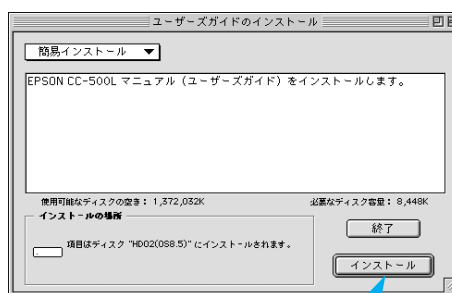 ユーザーズガイドのインストール
簡易インストール
EPSON CC-500L マニュアル（ユーザーズガイド）をインストールします。
使用可能なディスクの空き： 1,372,032K
必要なディスク容量： 8,448K
インストールの場所
項目はディスク "HD02(OS8.5)" にインストールされます。
終了
インストール